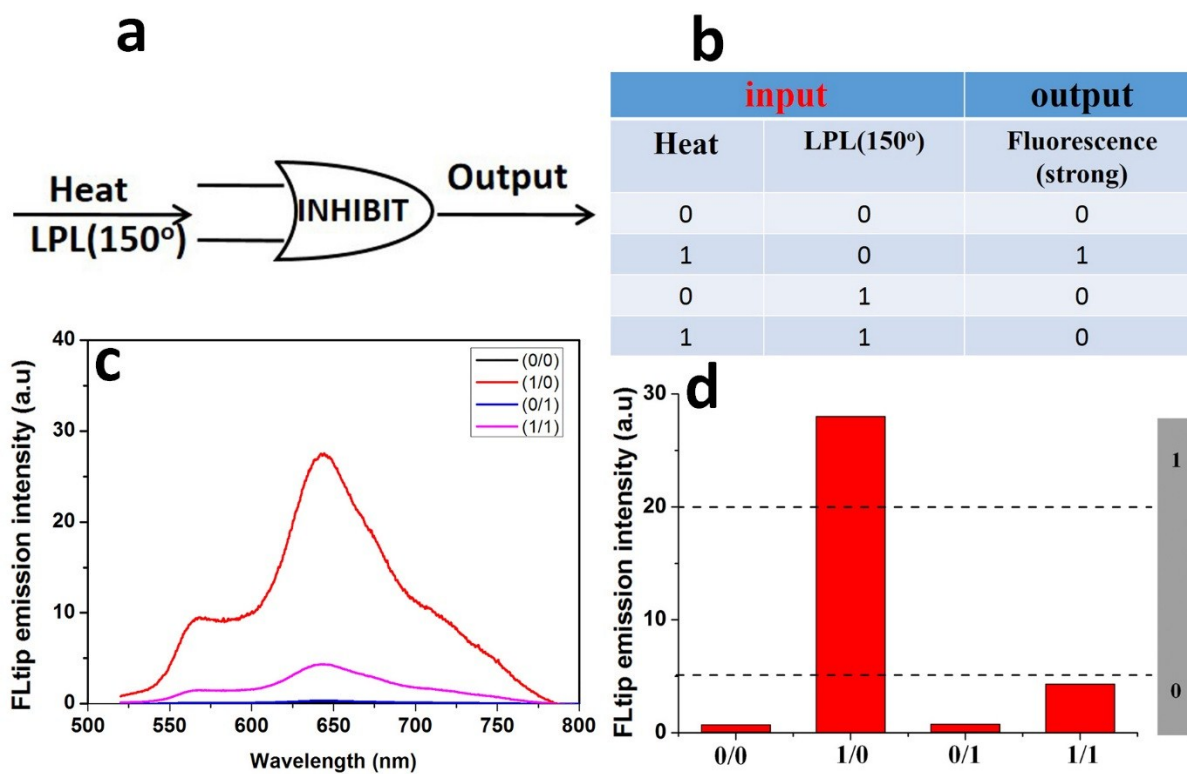 a
Heat
LPL(150°)
INHIBIT
Output
b
input output
Heat LPL(150°) Fluorescence
(strong)
0 0 0
1 0 1
0 1 0
1 1 0
c
FLtip emission intensity (a.u)
40
30
20
10
0
500 550 600 650 700 750 800
Wavelength (nm)
(0/0)
(1/0)
(0/1)
(1/1)
d
FLtip emission intensity (a.u)
30
20
10
0
0/0 1/0 0/1 1/1
1
0